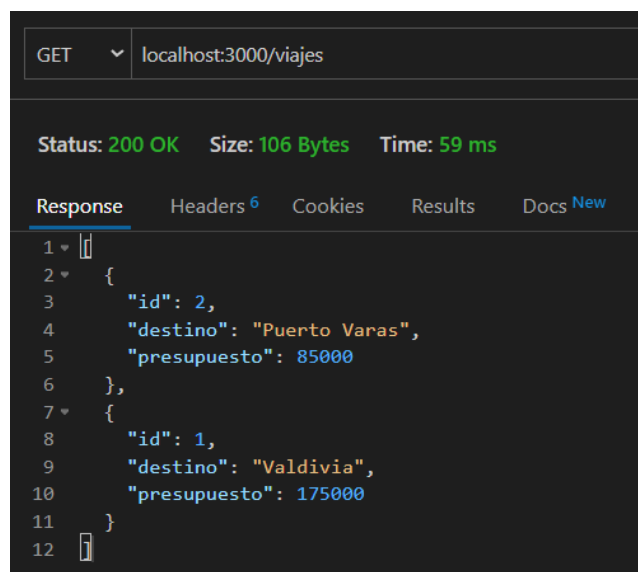 GET localhost:3000/viajes
Status: 200 OK Size: 106 Bytes Time: 59 ms
Response Headers 6 Cookies Results Docs New
1 [
2 {
3 "id": 2,
4 "destino": "Puerto Varas",
5 "presupuesto": 85000
6 },
7 {
8 "id": 1,
9 "destino": "Valdivia",
10 "presupuesto": 175000
11 }
12 ]